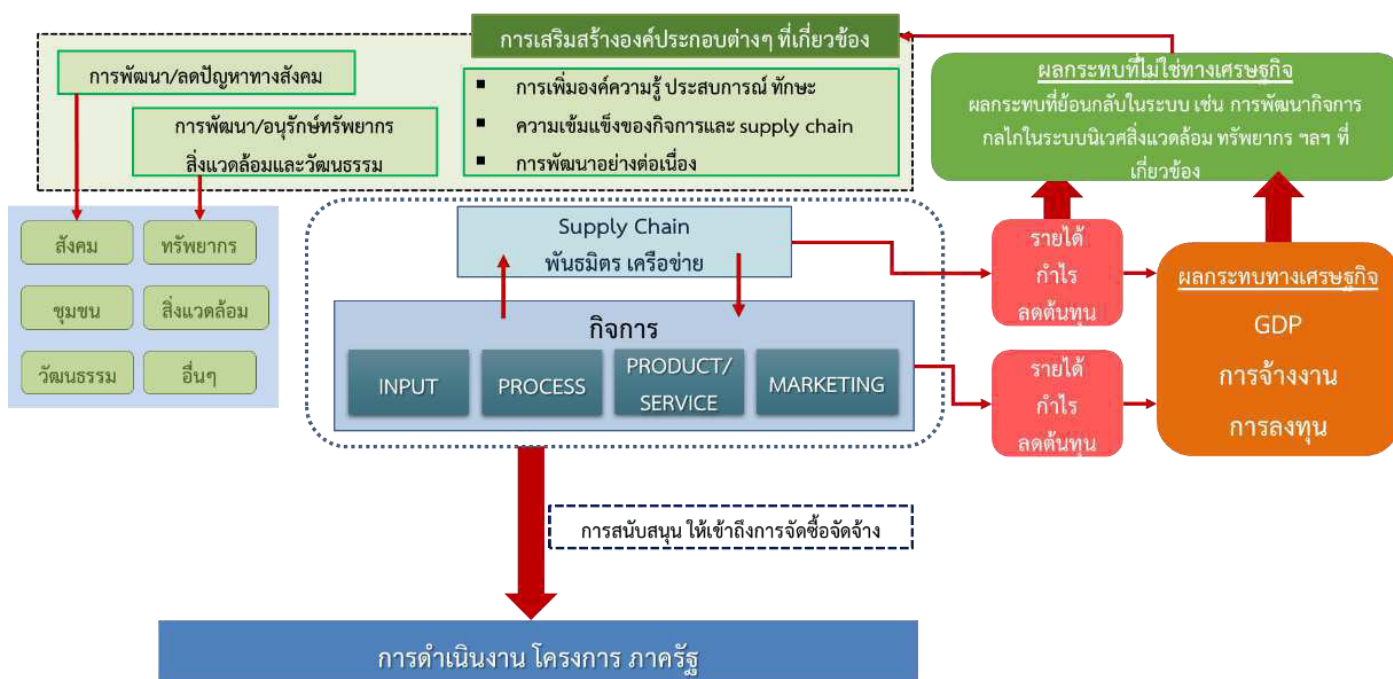 การเสริมสร้างองค์ประกอบต่างๆ ที่เกี่ยวข้อง
การพัฒนา/ลดปัญหาทางสังคม
การพัฒนา/อนุรักษ์ทรัพยากร
สิ่งแวดล้อมและวัฒนธรรม
▪ การเพิ่มองค์ความรู้ ประสบการณ์ ทักษะ
▪ ความเข้มแข็งของกิจการและ supply chain
▪ การพัฒนาอย่างต่อเนื่อง
ผลกระทบที่ไม่ใช่ทางเศรษฐกิจ
ผลกระทบที่ย้อนกลับในระบบ เช่น การพัฒนากิจการ
กลไกในระบบนิเวศสิ่งแวดล้อม ทรัพยากร ฯลฯ ที่
เกี่ยวข้อง
สังคม
ทรัพยากร
ชุมชน
สิ่งแวดล้อม
วัฒนธรรม
อื่นๆ
Supply Chain
พันธมิตร เครือข่าย
กิจการ
INPUT
PROCESS
PRODUCT/
SERVICE
MARKETING
รายได้
กำไร
ลดต้นทุน
รายได้
กำไร
ลดต้นทุน
ผลกระทบทางเศรษฐกิจ
GDP
การจ้างงาน
การลงทุน
การสนับสนุน ให้เข้าถึงการจัดซื้อจัดจ้าง
การดำเนินงาน โครงการ ภาครัฐ